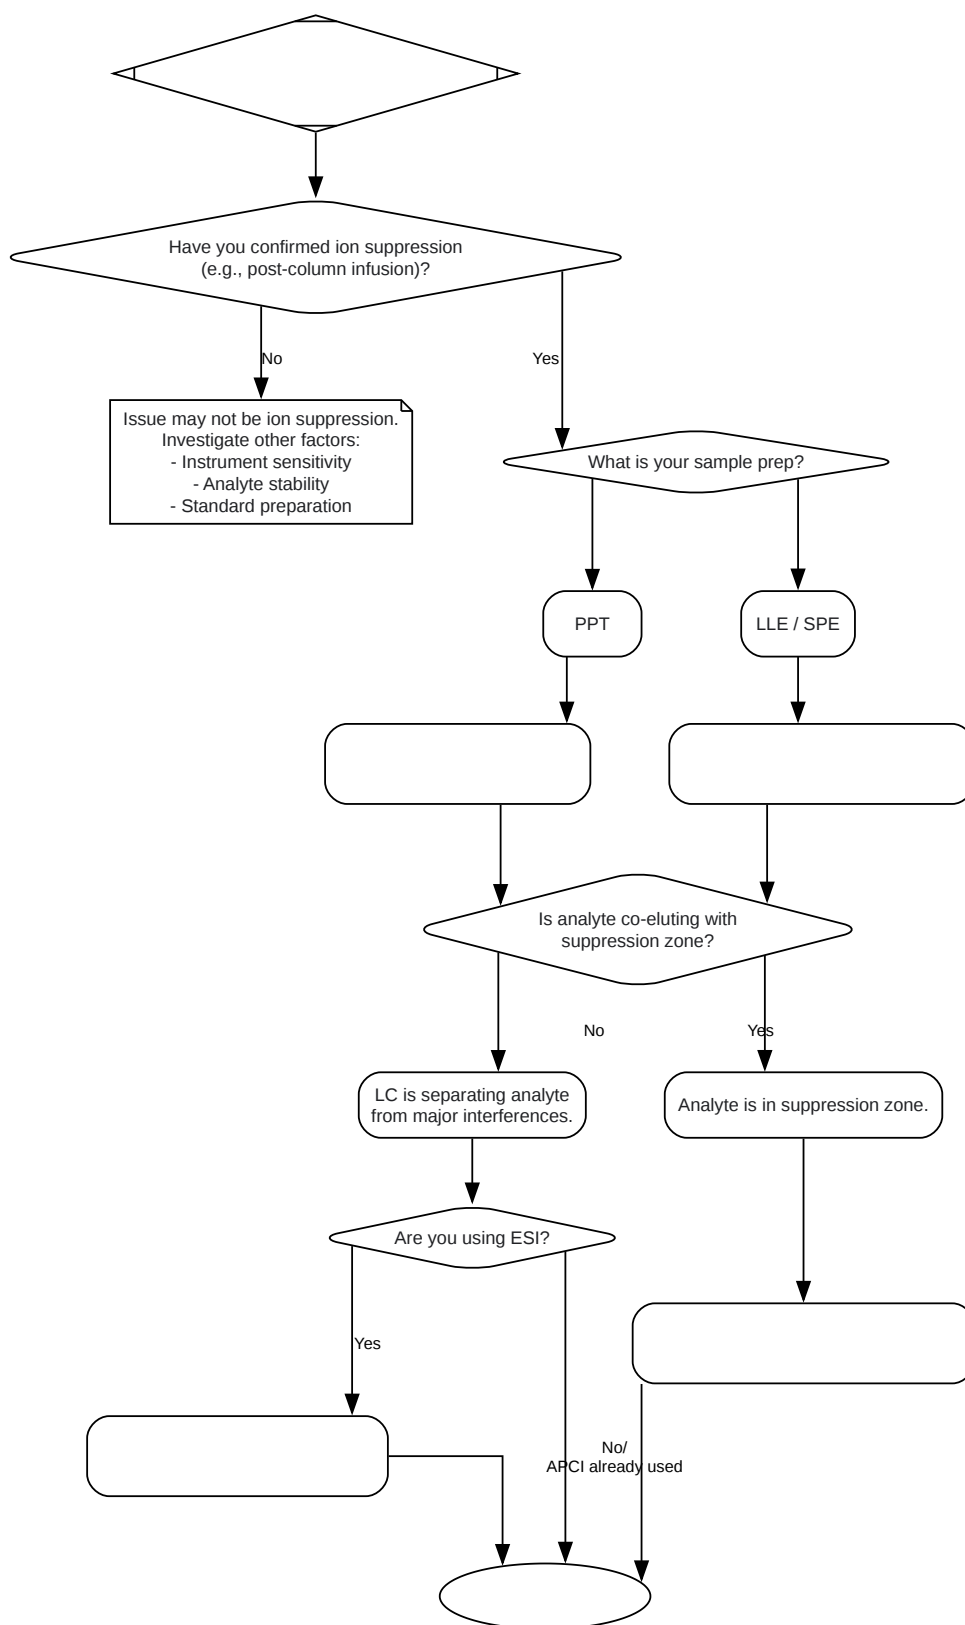 Have you confirmed ion suppression
(e.g., post-column infusion)?
No
Yes
Issue may not be ion suppression.
Investigate other factors:
- Instrument sensitivity
- Analyte stability
- Standard preparation
What is your sample prep?
PPT
LLE / SPE
Is analyte co-eluting with
suppression zone?
No
Yes
LC is separating analyte
from major interferences.
Analyte is in suppression zone.
Are you using ESI?
Yes
No/
APCI already used